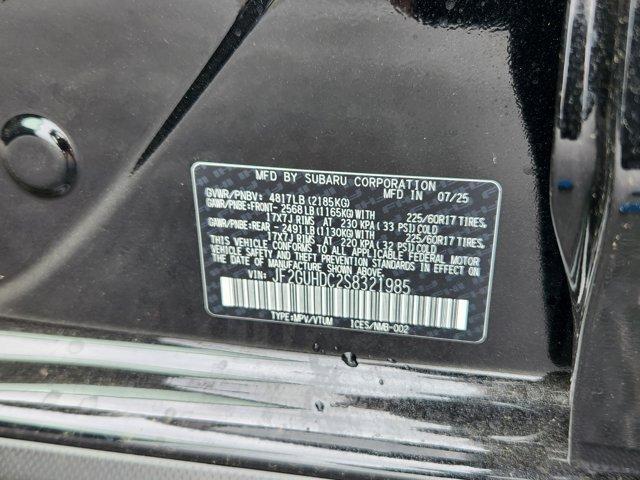 MFD BY SUBARU CORPORATION MFD IN 07/25
GVWR/PNBV: 4817LB (2185KG)
GAWR/PNBE:FRONT-2568LB(1165KG)WITH 225/60R17 TIRES,
17X7J RIMS AT 230 KPA (33 PSI) COLD
GAWR/PNBE:REAR-2491LB(1130KG)WITH 225/60R17 TIRES,
17X7J RIMS AT 220 KPA (32 PSI) COLD
THIS VEHICLE CONFORMS TO ALL APPLICABLE FEDERAL MOTOR
VEHICLE SAFETY, BUMPER, AND THEFT PREVENTION STANDARDS
IN EFFECT ON THE DATE OF MANUFACTURE SHOWN ABOVE.
VIN: JF2GUHDC2S8321985
TYPE:MPV/VTUM ICES/NMB-002